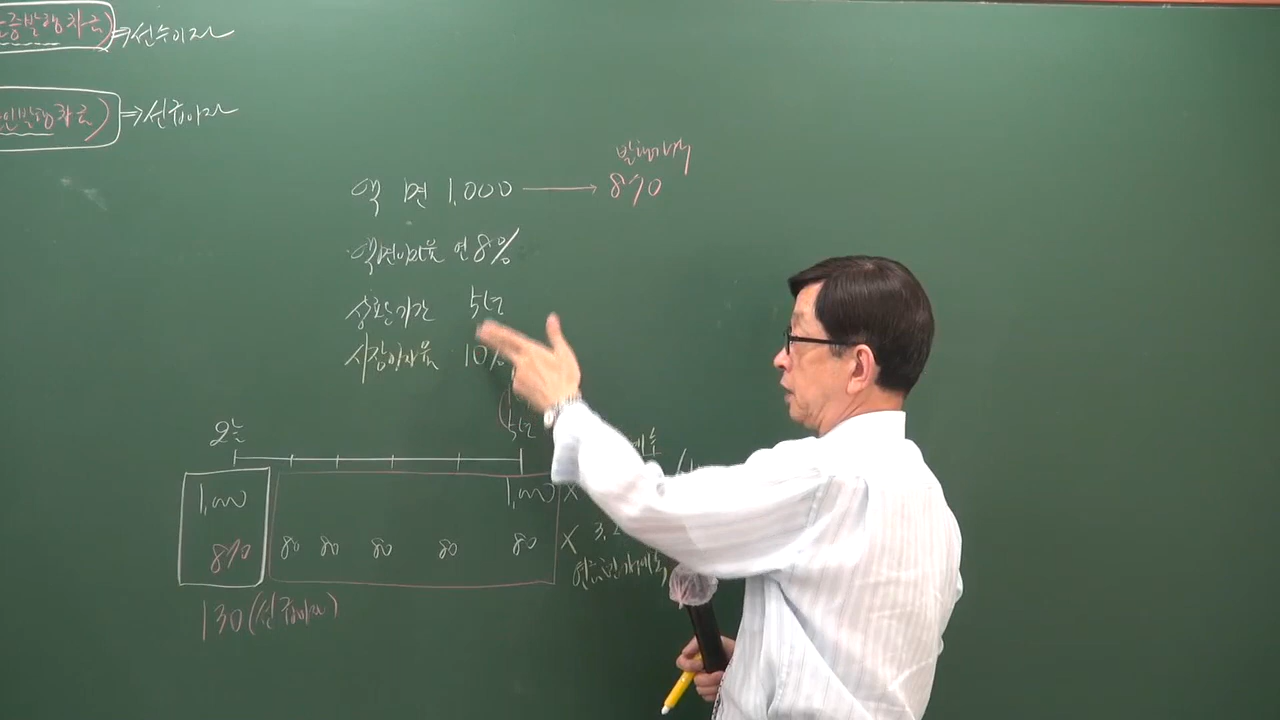 증발행차금) ⇒ 선수이자
인발행차금) ⇒ 선급이자
발행가액
액 면 1,000 → 870
액면이자율 연 8%
상환기간 5년
시장이자율 10%
5년
1,000 1,000 X
870 80 80 80 80 80 X 3.
130 (선급이자)